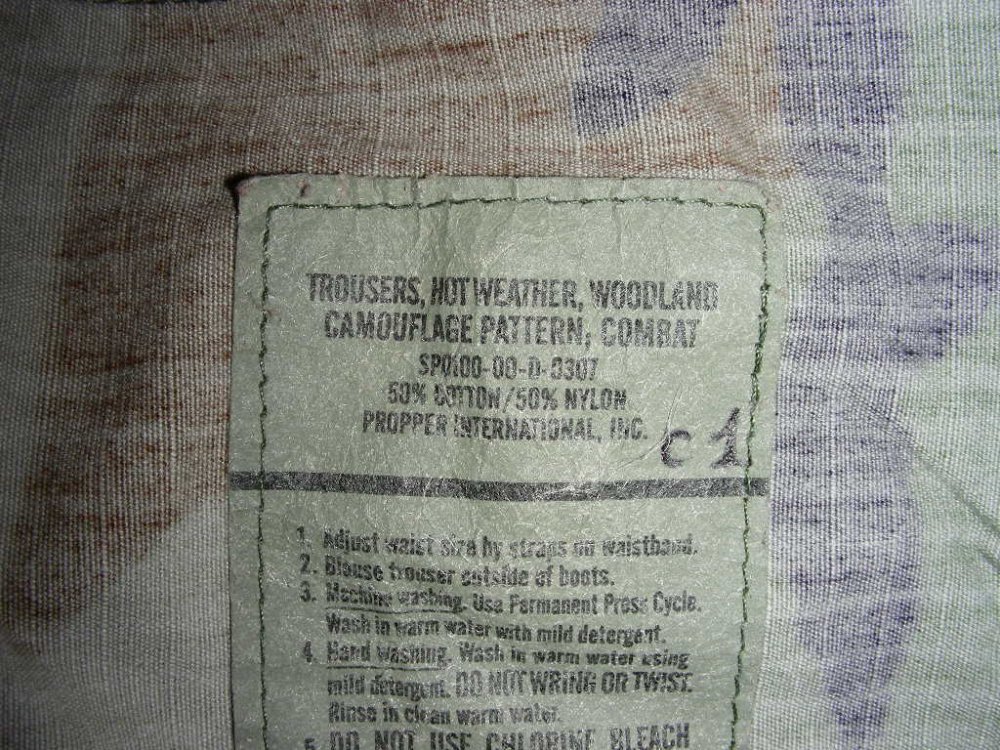 TROUSERS, HOT WEATHER, WOODLAND
CAMOUFLAGE PATTERN; COMBAT
SP0100-00-D-0307
50% COTTON/50% NYLON
PROPPER INTERNATIONAL, INC.
c 1
1. Adjust waist size by straps on waistband.
2. Blouse trouser outside of boots.
3. Machine washing. Use Permanent Press Cycle.
Wash in warm water with mild detergent.
4. Hand washing. Wash in warm water using
mild detergent. DO NOT WRING OR TWIST.
Rinse in clean warm water.
5. DO NOT USE CHLORINE BLEACH